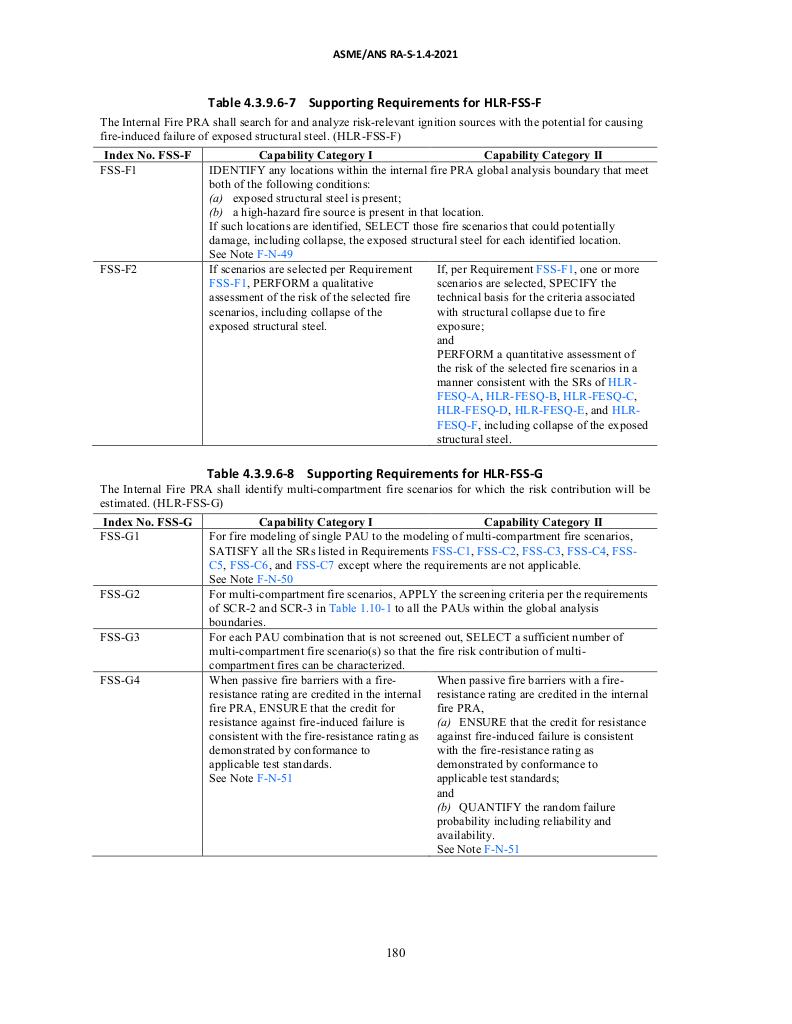 ASME/ANS RA-S-1.4-2021
Table 4.3.9.6-7 Supporting Requirements for HLR-FSS-F
The Internal Fire PRA shall search for and analyze risk-relevant ignition sources with the potential for causing
fire-induced failure of exposed structural steel. (HLR-FSS-F)
Index No. FSS-F Capability Category I Capability Category II
FSS-F1
IDENTIFY any locations within the internal fire PRA global analysis boundary that meet
both of the following conditions:
(a) exposed structural steel is present;
(b) a high-hazard fire source is present in that location.
If such locations are identified, SELECT those fire scenarios that could potentially
damage, including collapse, the exposed structural steel for each identified location.
See Note F-N-49
FSS-F2
If scenarios are selected per Requirement
FSS-F1, PERFORM a qualitative
assessment of the risk of the selected fire
scenarios, including collapse of the
exposed structural steel.
If, per Requirement FSS-F1, one or more
scenarios are selected, SPECIFY the
technical basis for the criteria associated
with structural collapse due to fire
exposure;
and
PERFORM a quantitative assessment of
the risk of the selected fire scenarios in a
manner consistent with the SRs of HLR-
FESQ-A, HLR-FESQ-B, HLR-FESQ-C,
HLR-FESQ-D, HLR-FESQ-E, and HLR-
FESQ-F, including collapse of the exposed
structural steel.
Table 4.3.9.6-8 Supporting Requirements for HLR-FSS-G
The Internal Fire PRA shall identify multi-compartment fire scenarios for which the risk contribution will be
estimated. (HLR-FSS-G)
Index No. FSS-G Capability Category I Capability Category II
FSS-G1
For fire modeling of single PAU to the modeling of multi-compartment fire scenarios,
SATISFY all the SRs listed in Requirements FSS-C1, FSS-C2, FSS-C3, FSS-C4, FSS-
C5, FSS-C6, and FSS-C7 except where the requirements are not applicable.
See Note F-N-50
FSS-G2
For multi-compartment fire scenarios, APPLY the screening criteria per the requirements
of SCR-2 and SCR-3 in Table 1.10-1 to all the PAUs within the global analysis
boundaries.
FSS-G3
For each PAU combination that is not screened out, SELECT a sufficient number of
multi-compartment fire scenario(s) so that the fire risk contribution of multi-
compartment fires can be characterized.
FSS-G4
When passive fire barriers with a fire-
resistance rating are credited in the internal
fire PRA, ENSURE that the credit for
resistance against fire-induced failure is
consistent with the fire-resistance rating as
demonstrated by conformance to
applicable test standards.
See Note F-N-51
When passive fire barriers with a fire-
resistance rating are credited in the internal
fire PRA,
(a) ENSURE that the credit for resistance
against fire-induced failure is consistent
with the fire-resistance rating as
demonstrated by conformance to
applicable test standards;
and
(b) QUANTIFY the random failure
probability including reliability and
availability.
See Note F-N-51
180